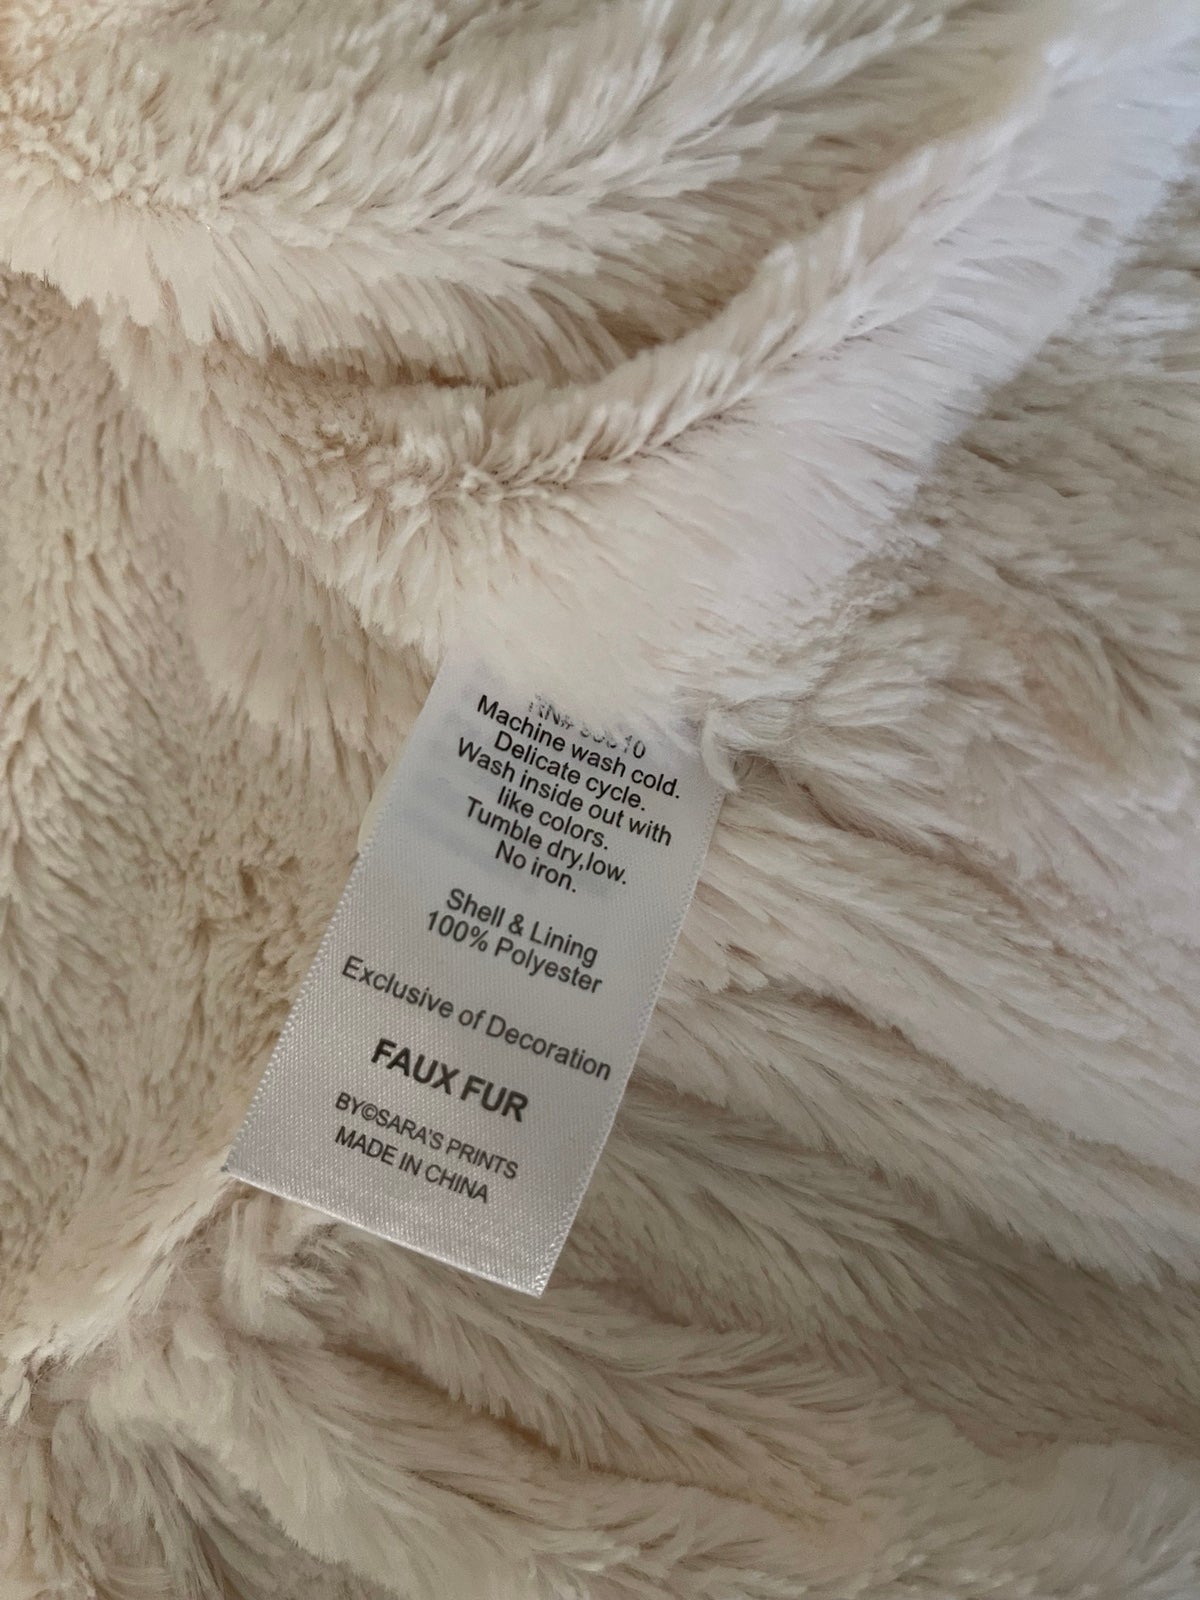 RN#
Machine wash cold.
Delicate cycle.
Wash inside out with
like colors.
Tumble dry,low.
No iron.
Shell & Lining
100% Polyester
Exclusive of Decoration
FAUX FUR
BY©SARA'S PRINTS
MADE IN CHINA